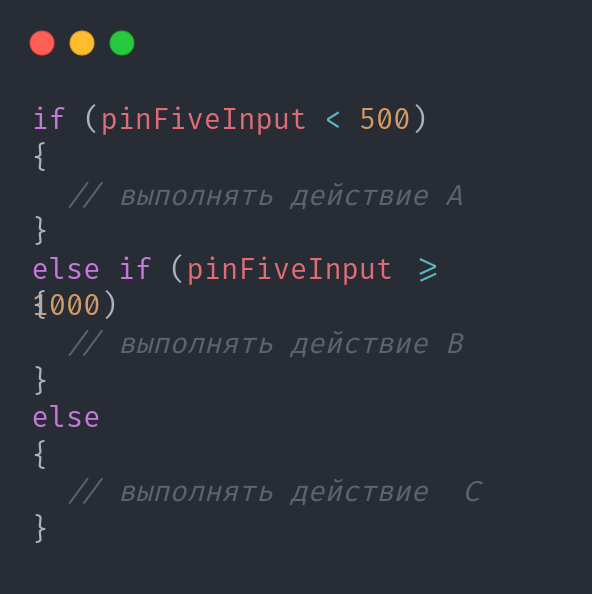 if (pinFiveInput < 500)
{
  // выполнять действие A
}
else if (pinFiveInput >=
1000)
{
  // выполнять действие B
}
else
{
  // выполнять действие  C
}